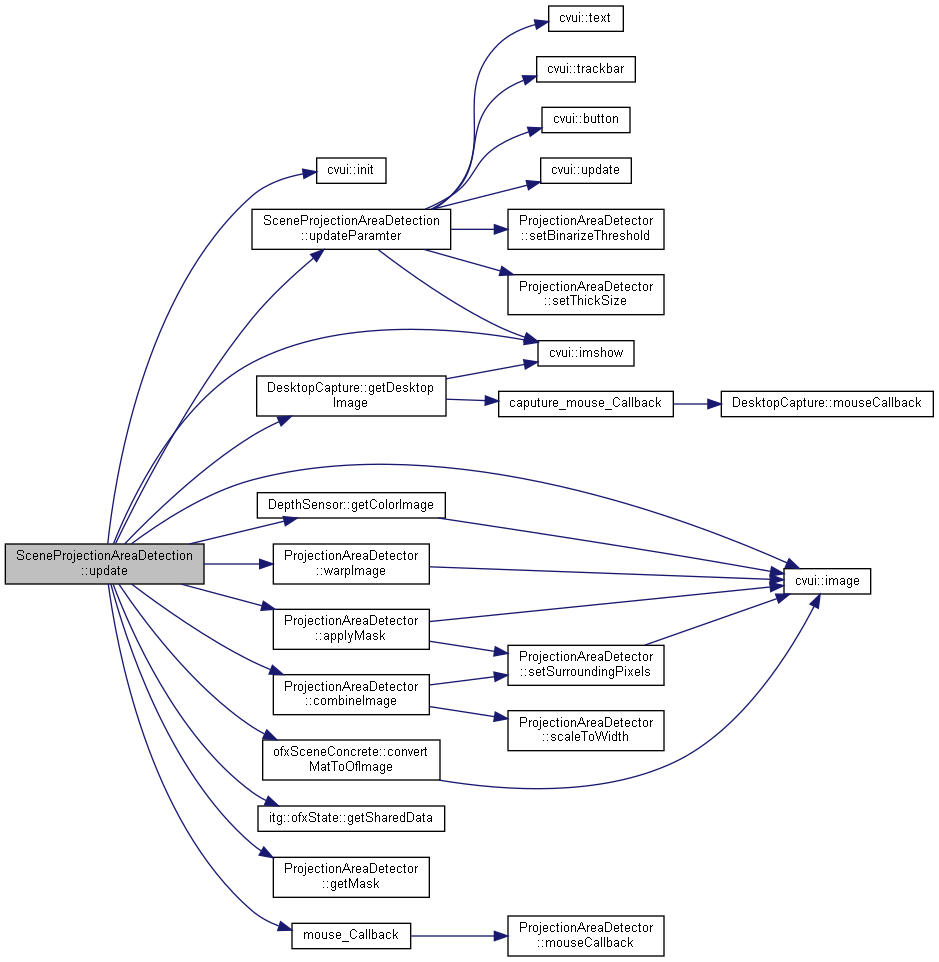 cvui::text
cvui::trackbar
cvui::button
cvui::init
cvui::update
SceneProjectionAreaDetection
::updateParamter
ProjectionAreaDetector
::setBinarizeThreshold
ProjectionAreaDetector
::setThickSize
cvui::imshow
DesktopCapture::getDesktop
Image
caputure_mouse_Callback
DesktopCapture::mouseCallback
DepthSensor::getColorImage
SceneProjectionAreaDetection
::update
ProjectionAreaDetector
::warpImage
cvui::image
ProjectionAreaDetector
::applyMask
ProjectionAreaDetector
::setSurroundingPixels
ProjectionAreaDetector
::combineImage
ProjectionAreaDetector
::scaleToWidth
ofxSceneConcrete::convert
MatToOfImage
itg::ofxState::getSharedData
ProjectionAreaDetector
::getMask
mouse_Callback
ProjectionAreaDetector
::mouseCallback